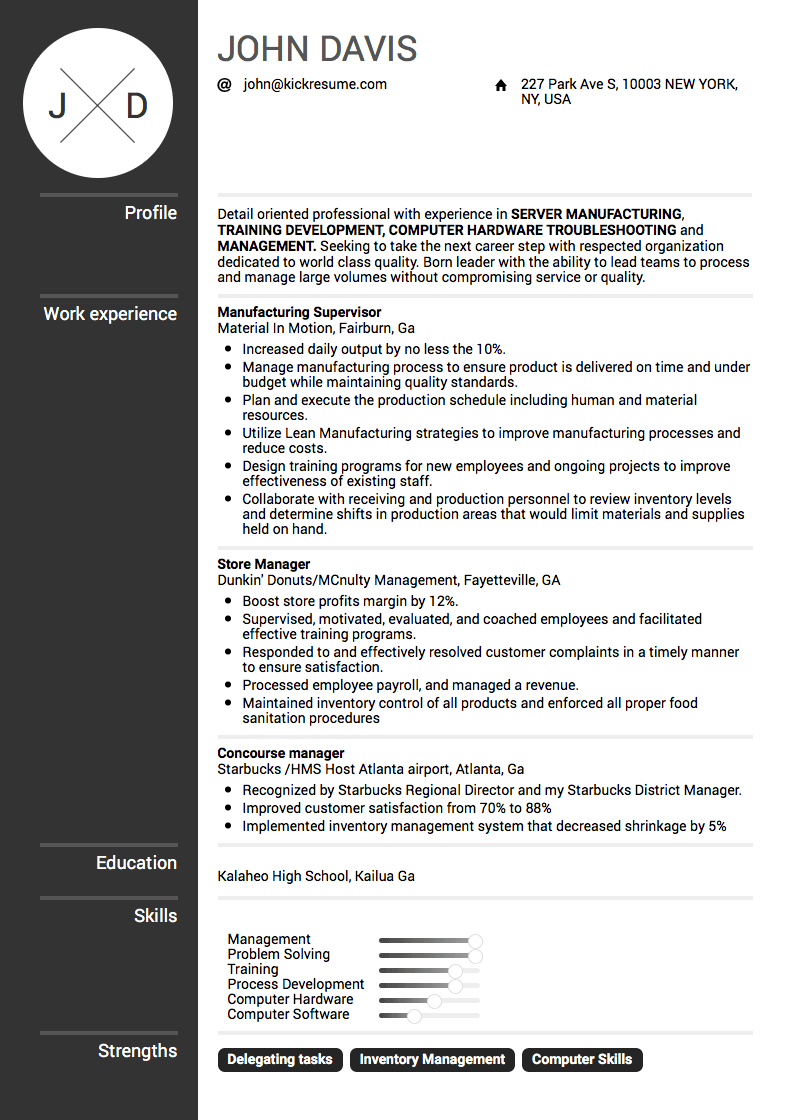 J D
JOHN DAVIS
john@kickresume.com
227 Park Ave S, 10003 NEW YORK,
NY, USA
Profile
Detail oriented professional with experience in SERVER MANUFACTURING,
TRAINING DEVELOPMENT, COMPUTER HARDWARE TROUBLESHOOTING and
MANAGEMENT. Seeking to take the next career step with respected organization
dedicated to world class quality. Born leader with the ability to lead teams to process
and manage large volumes without compromising service or quality.
Work experience
Manufacturing Supervisor
Material In Motion, Fairburn, Ga
• Increased daily output by no less the 10%.
• Manage manufacturing process to ensure product is delivered on time and under
budget while maintaining quality standards.
• Plan and execute the production schedule including human and material
resources.
• Utilize Lean Manufacturing strategies to improve manufacturing processes and
reduce costs.
• Design training programs for new employees and ongoing projects to improve
effectiveness of existing staff.
• Collaborate with receiving and production personnel to review inventory levels
and determine shifts in production areas that would limit materials and supplies
held on hand.
Store Manager
Dunkin' Donuts/MCnulty Management, Fayetteville, GA
• Boost store profits margin by 12%.
• Supervised, motivated, evaluated, and coached employees and facilitated
effective training programs.
• Responded to and effectively resolved customer complaints in a timely manner
to ensure satisfaction.
• Processed employee payroll, and managed a revenue.
• Maintained inventory control of all products and enforced all proper food
sanitation procedures
Concourse manager
Starbucks /HMS Host Atlanta airport, Atlanta, Ga
• Recognized by Starbucks Regional Director and my Starbucks District Manager.
• Improved customer satisfaction from 70% to 88%
• Implemented inventory management system that decreased shrinkage by 5%
Education
Kalaheo High School, Kailua Ga
Skills
Management
Problem Solving
Training
Process Development
Computer Hardware
Computer Software
Strengths
Delegating tasks Inventory Management Computer Skills